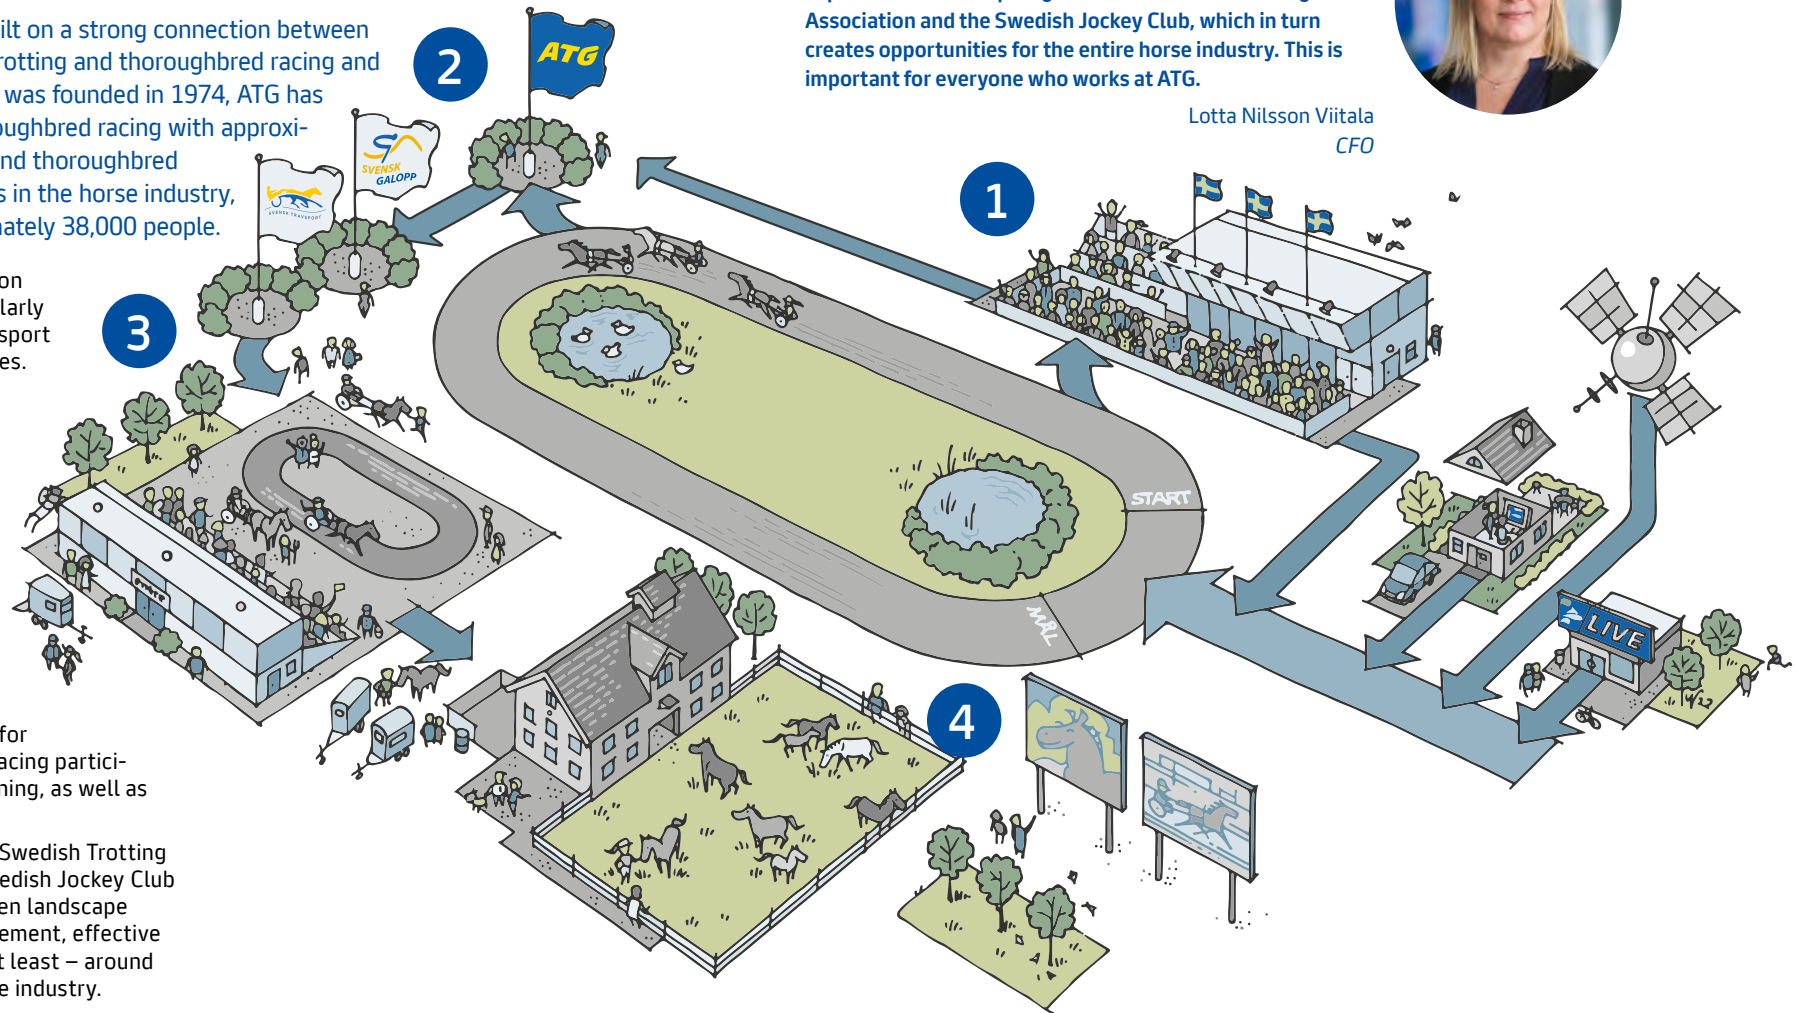 ilt on a strong connection between
rotting and thoroughbred racing and
was founded in 1974, ATG has
oughbred racing with approxi-
nd thoroughbred
s in the horse industry,
ately 38,000 people.
on
larly
sport
es.
for
acing partici-
ning, as well as
Swedish Trotting
edish Jockey Club
en landscape
ement, effective
t least – around
e industry.
2
ATG
SVENSK
GALOPP
SVENSK TRAVSPORT
3
Association and the Swedish Jockey Club, which in turn
creates opportunities for the entire horse industry. This is
important for everyone who works at ATG.
Lotta Nilsson Viitala
CFO
1
START
MÅL
LIVE
4